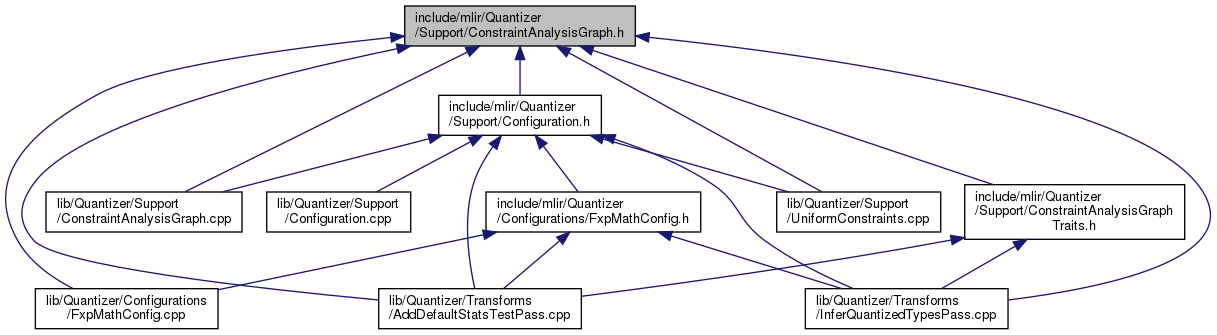 include/mlir/Quantizer
/Support/ConstraintAnalysisGraph.h
include/mlir/Quantizer
/Support/Configuration.h
lib/Quantizer/Support
/ConstraintAnalysisGraph.cpp
lib/Quantizer/Support
/Configuration.cpp
include/mlir/Quantizer
/Configurations/FxpMathConfig.h
lib/Quantizer/Support
/UniformConstraints.cpp
include/mlir/Quantizer
/Support/ConstraintAnalysisGraph
Traits.h
lib/Quantizer/Configurations
/FxpMathConfig.cpp
lib/Quantizer/Transforms
/AddDefaultStatsTestPass.cpp
lib/Quantizer/Transforms
/InferQuantizedTypesPass.cpp